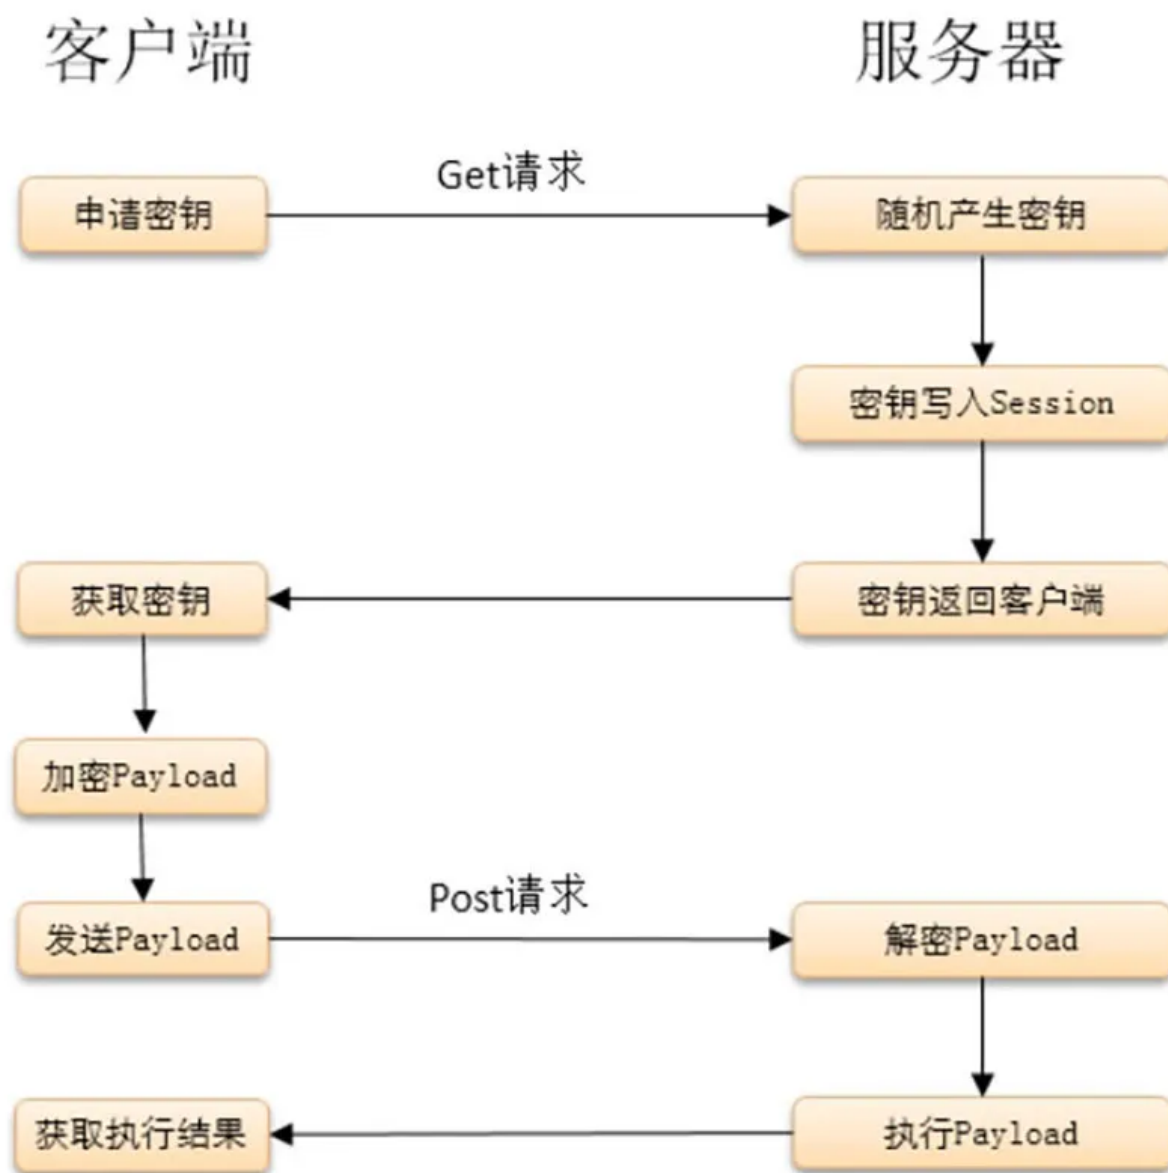 客户端
服务器
Get请求
申请密钥
随机产生密钥
密钥写入Session
获取密钥
密钥返回客户端
加密Payload
Post请求
发送Payload
解密Payload
获取执行结果
执行Payload